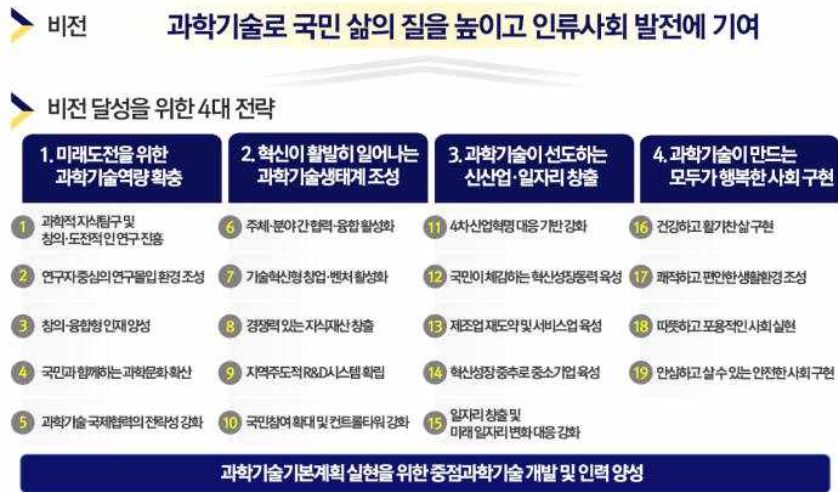 비전
과학기술로 국민 삶의 질을 높이고 인류사회 발전에 기여
비전 달성을 위한 4대 전략
1. 미래도전을 위한
과학기술역량 확충
1 과학적 지식탐구 및
창의·도전적인 연구 진흥
2 연구자 중심의 연구몰입 환경 조성
3 창의·융합형 인재 양성
4 국민과 함께하는 과학문화 확산
5 과학기술 국제협력의 전략성 강화
2. 혁신이 활발히 일어나는
과학기술생태계 조성
6 주체·분야 간 협력·융합 활성화
7 기술혁신형 창업·벤처 활성화
8 경쟁력 있는 지식재산 창출
9 지역주도적 R&D시스템 확립
10 국민참여 확대 및 컨트롤타워 강화
3. 과학기술이 선도하는
신산업·일자리 창출
11 4차 산업혁명 대응 기반 강화
12 국민이 체감하는 혁신성장동력 육성
13 제조업 재도약 및 서비스업 육성
14 혁신성장 중추로 중소기업 육성
15 일자리 창출 및
미래 일자리 변화 대응 강화
4. 과학기술이 만드는
모두가 행복한 사회 구현
16 건강하고 활기찬 삶 구현
17 쾌적하고 편안한 생활환경 조성
18 따뜻하고 포용적인 사회 실현
19 안심하고 살 수 있는 안전한 사회 구현
과학기술기본계획 실현을 위한 중점과학기술 개발 및 인력 양성